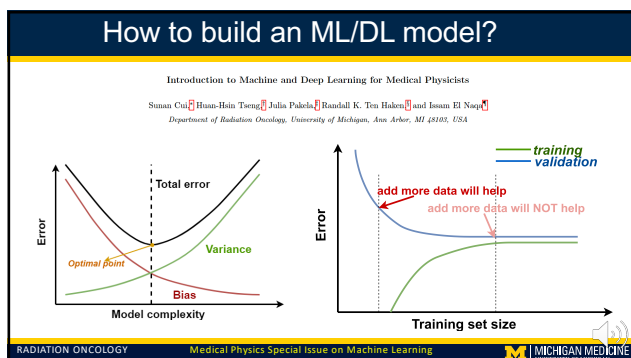 How to build an ML/DL model?
Introduction to Machine and Deep Learning for Medical Physicists
Sunan Cui,* Huan-Hsin Tseng,† Julia Pakela,‡ Randall K. Ten Haken,§ and Issam El Naqa¶
Department of Radiation Oncology, University of Michigan, Ann Arbor, MI 48103, USA
Error
Total error
Optimal point
Variance
Bias
Model complexity
Error
training
validation
add more data will help
add more data will NOT help
Training set size
RADIATION ONCOLOGY
Medical Physics Special Issue on Machine Learning
M MICHIGAN MEDICINE